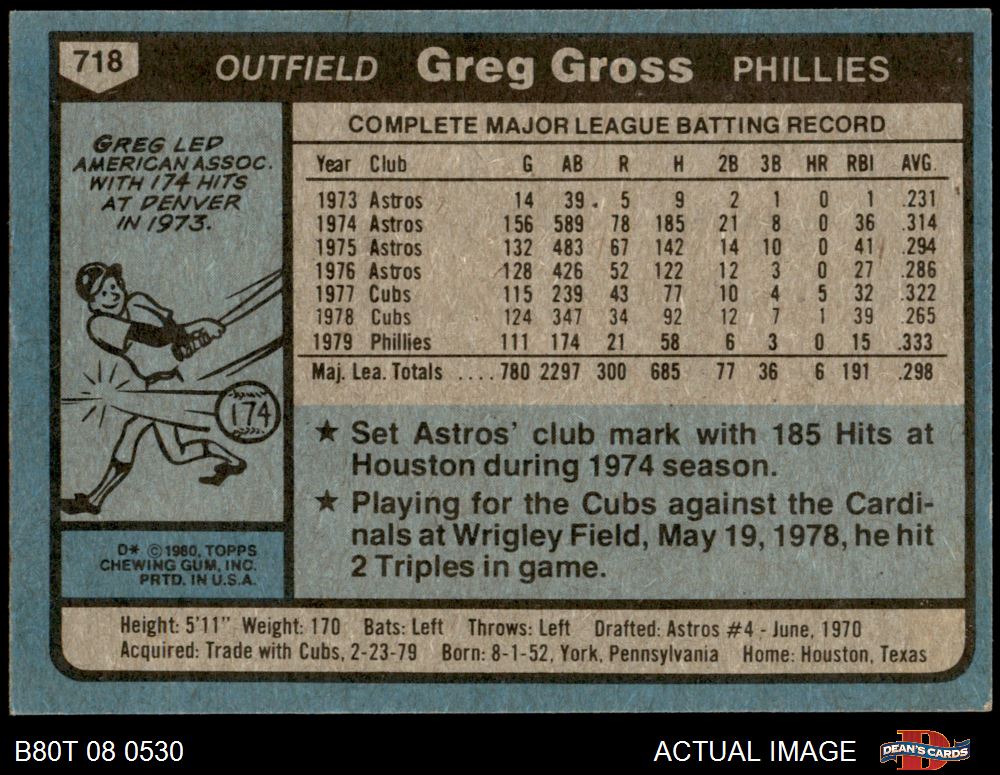 718
OUTFIELD Greg Gross PHILLIES
GREG LED
AMERICAN ASSOC.
WITH 174 HITS
AT DENVER
IN 1973.
174
D* © 1980, TOPPS
CHEWING GUM, INC.
PRTD. IN U.S.A.
COMPLETE MAJOR LEAGUE BATTING RECORD
Year Club G AB R H 2B 3B HR RBI AVG.
1973 Astros 14 39 5 9 2 1 0 1 .231
1974 Astros 156 589 78 185 21 8 0 36 .314
1975 Astros 132 483 67 142 14 10 0 41 .294
1976 Astros 128 426 52 122 12 3 0 27 .286
1977 Cubs 115 239 43 77 10 4 5 32 .322
1978 Cubs 124 347 34 92 12 7 1 39 .265
1979 Phillies 111 174 21 58 6 3 0 15 .333
Maj. Lea. Totals .... 780 2297 300 685 77 36 6 191 .298
★ Set Astros' club mark with 185 Hits at
Houston during 1974 season.
★ Playing for the Cubs against the Cardi-
nals at Wrigley Field, May 19, 1978, he hit
2 Triples in game.
Height: 5'11" Weight: 170 Bats: Left Throws: Left Drafted: Astros #4 - June, 1970
Acquired: Trade with Cubs, 2-23-79 Born: 8-1-52, York, Pennsylvania Home: Houston, Texas
B80T 08 0530 ACTUAL IMAGE DEAN'S CARDS